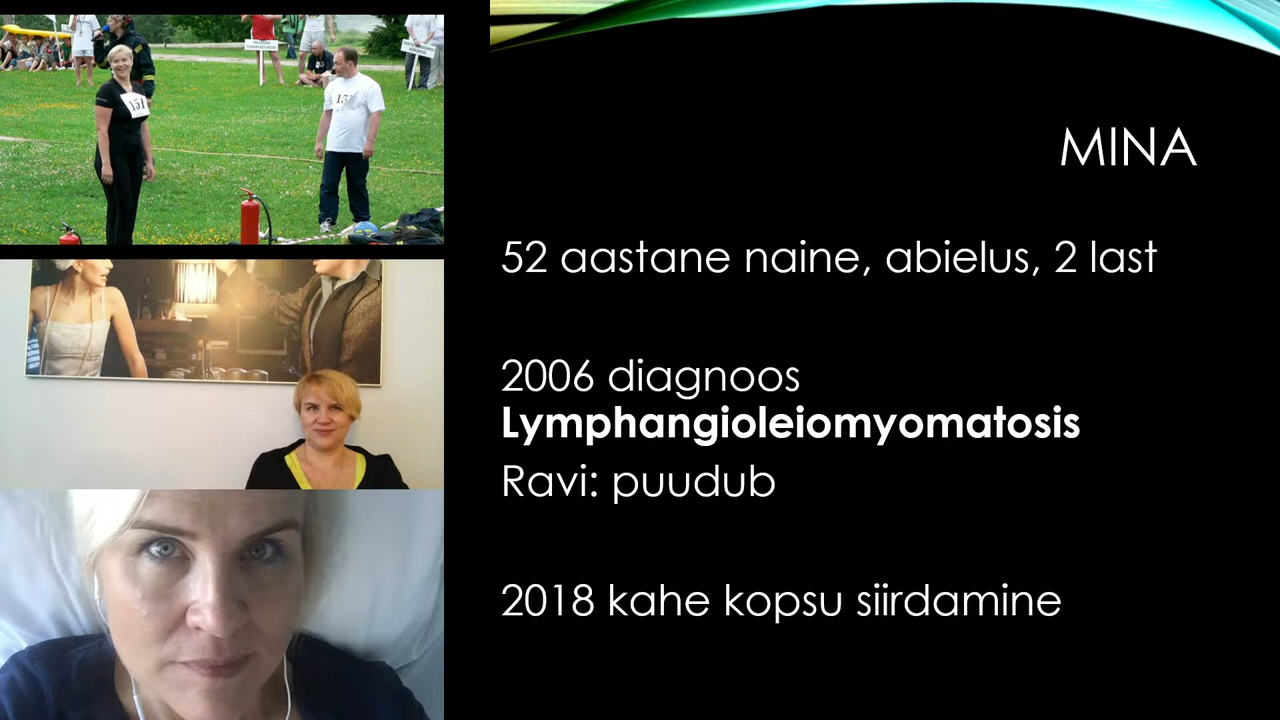 MINA
52 aastane naine, abielus, 2 last
2006 diagnoos
Lymphangioleiomyomatosis
Ravi: puudub
2018 kahe kopsu siirdamine
151